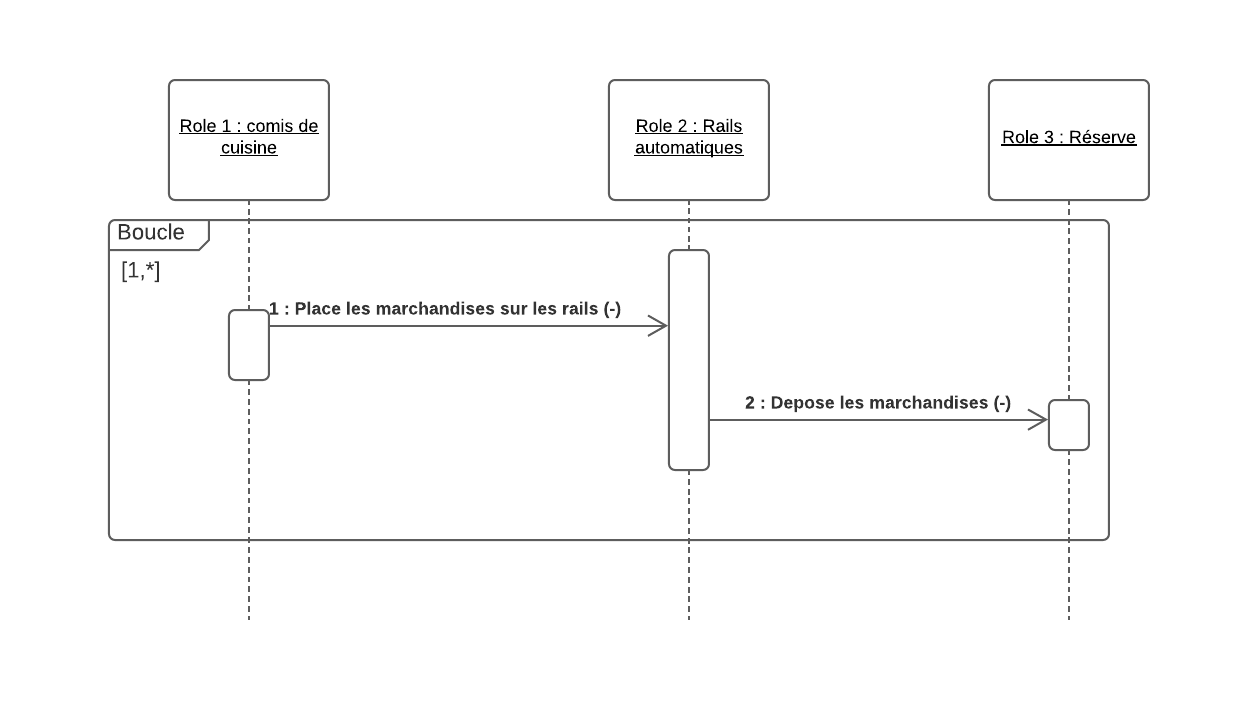 Role 1 : comis de
cuisine
Role 2 : Rails
automatiques
Role 3 : Réserve
Boucle
[1,*]
1 : Place les marchandises sur les rails (-)
2 : Depose les marchandises (-)